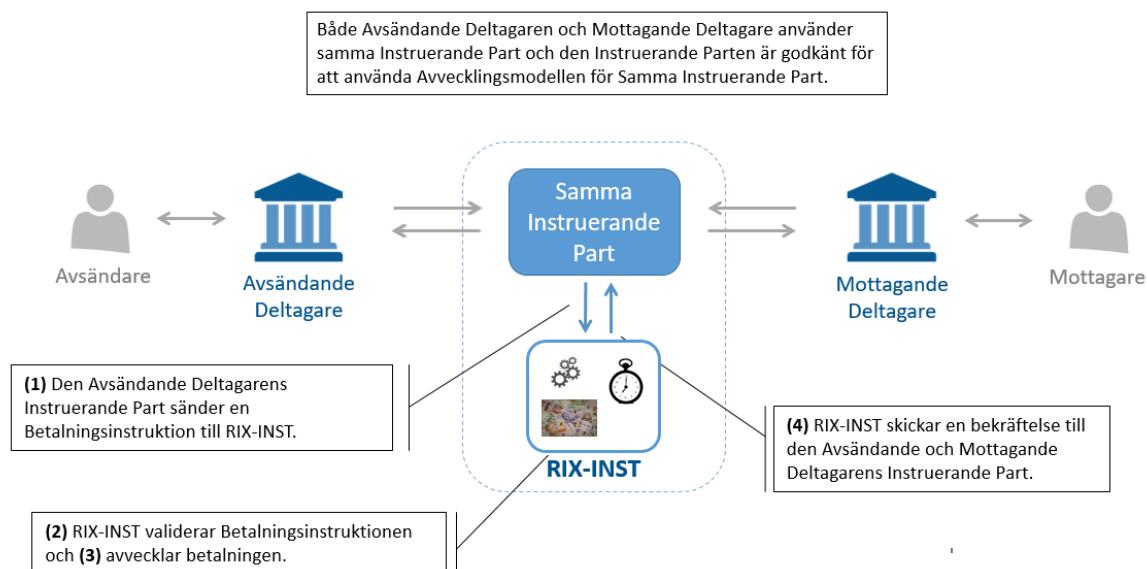 Både Avsändande Deltagaren och Mottagande Deltagare använder
samma Instruerande Part och den Instruerande Parten är godkänt för
att använda Avvecklingsmodellen för Samma Instruerande Part.
Samma
Instruerande
Part
Avsändare
Avsändande
Deltagare
Mottagande
Deltagare
Mottagare
(1) Den Avsändande Deltagarens
Instruerande Part sänder en
Betalningsinstruktion till RIX-INST.
RIX-INST
(4) RIX-INST skickar en bekräftelse till
den Avsändande och Mottagande
Deltagarens Instruerande Part.
(2) RIX-INST validerar Betalningsinstruktionen
och (3) avvecklar betalningen.